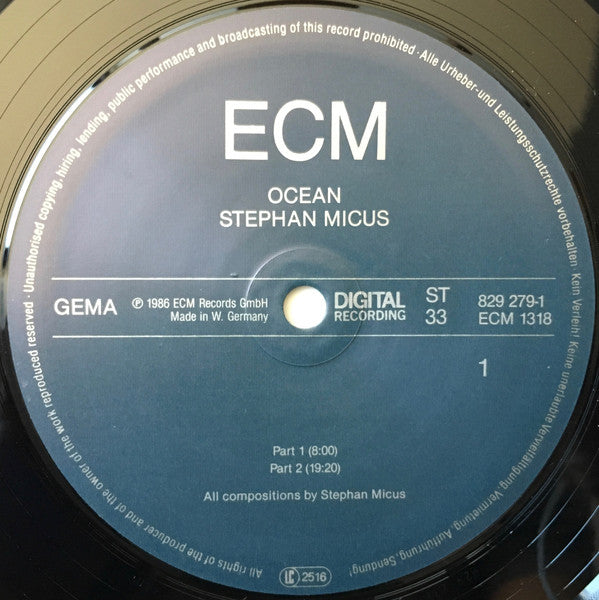 All rights of the producer and of the owner of the work reproduced reserved · Unauthorised copying, hiring, lending, public performance and broadcasting of this record prohibited · Alle Urheber- und Leistungsschutzrechte vorbehalten. Kein Verleih! Keine unerlaubte Vervielfältigung, Vermietung, Aufführung, Sendung!
ECM
OCEAN
STEPHAN MICUS
GEMA
℗ 1986 ECM Records GmbH
Made in W. Germany
DIGITAL
RECORDING
ST
33
829 279-1
ECM 1318
1
Part 1 (8:00)
Part 2 (19:20)
All compositions by Stephan Micus
LC 2516